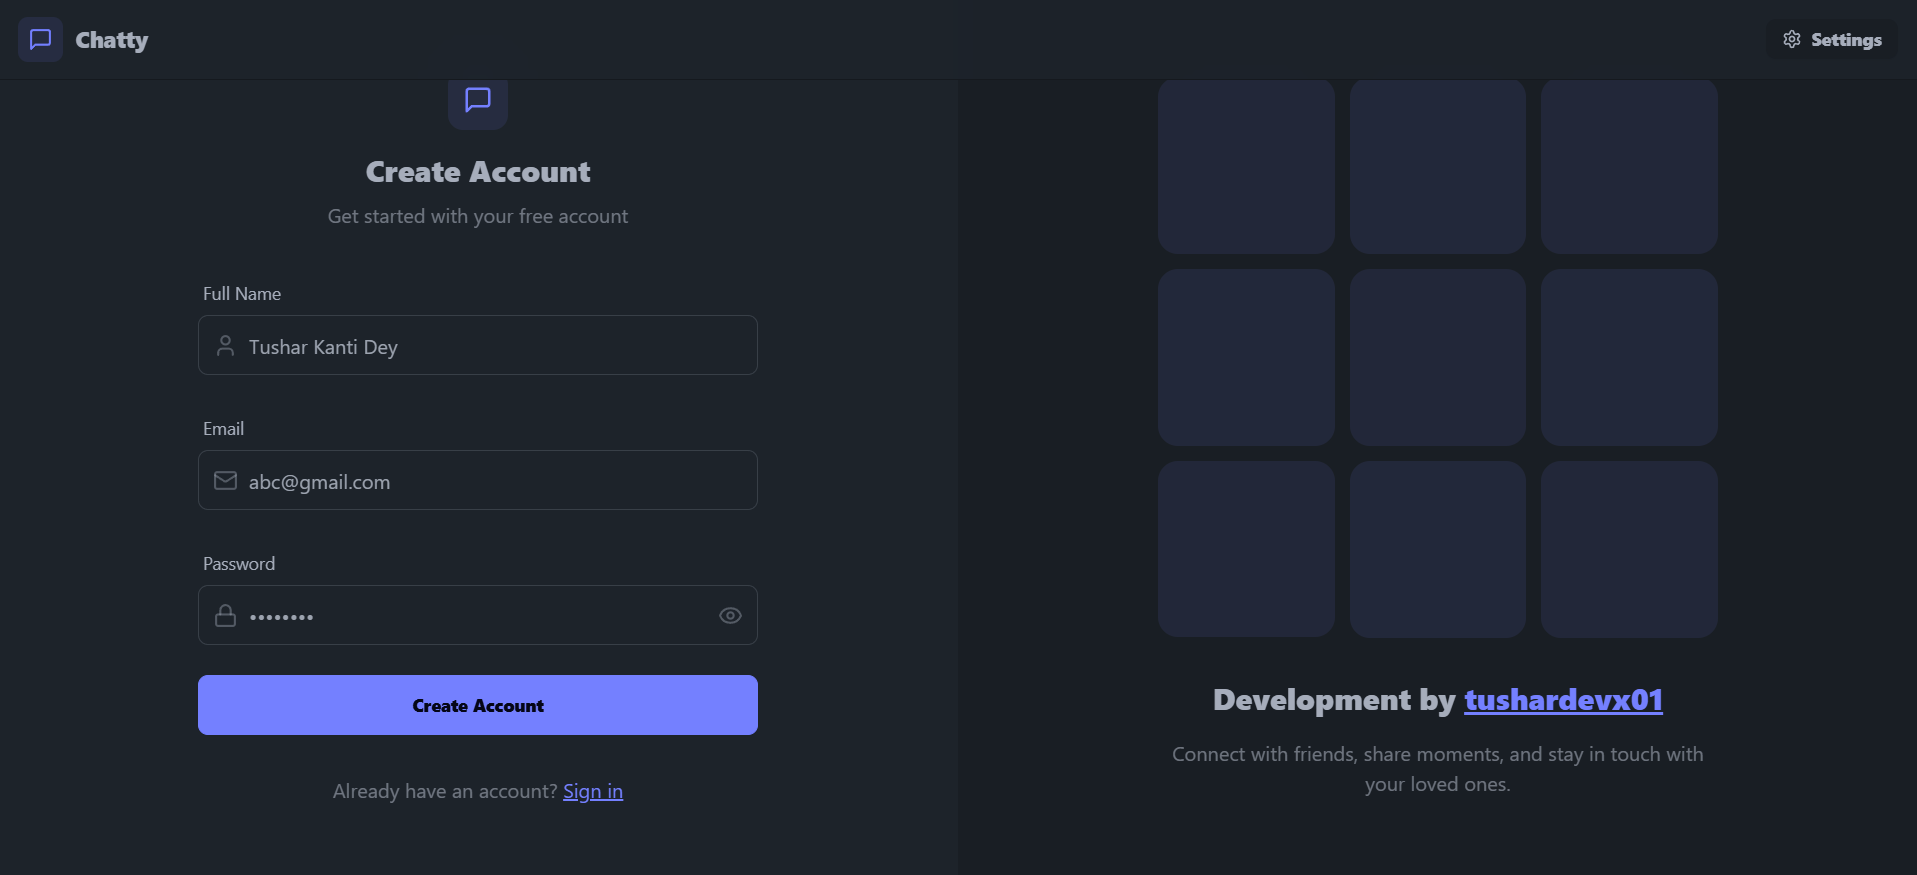 Chatty
Settings
Create Account
Get started with your free account
Full Name
Tushar Kanti Dey
Email
abc@gmail.com
Password
••••••••
Create Account
Already have an account? Sign in
Development by tushardevx01
Connect with friends, share moments, and stay in touch with
your loved ones.